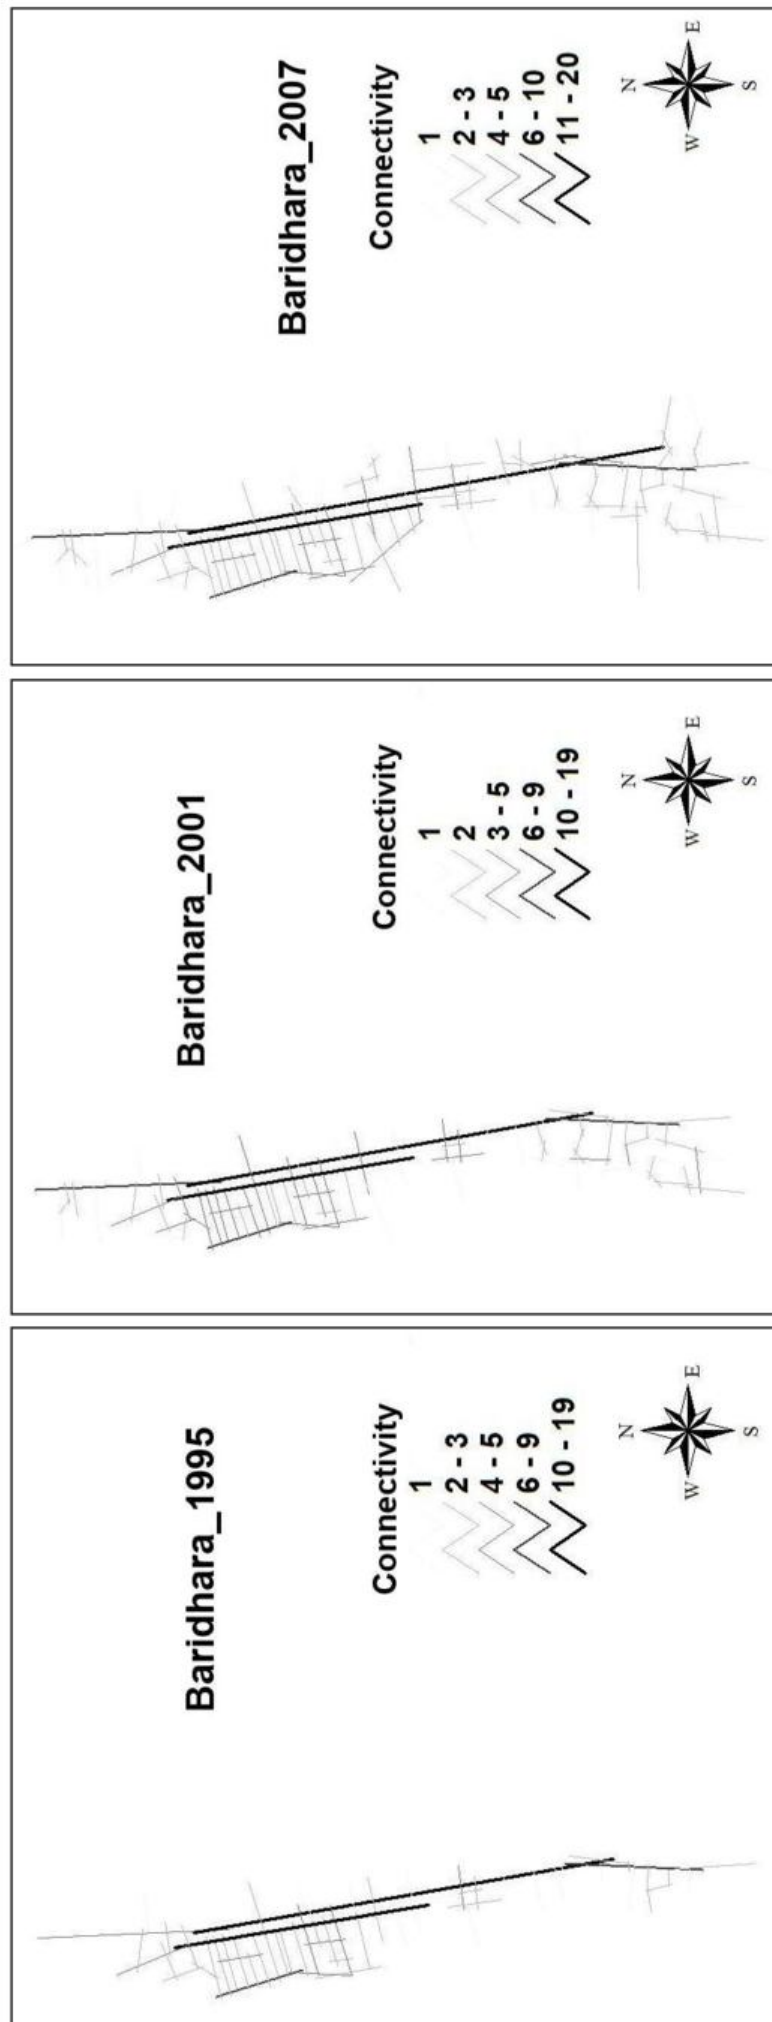 Baridhara_1995
Connectivity
1
2 - 3
4 - 5
6 - 9
10 - 19
N
W
E
S
Baridhara_2001
Connectivity
1
2
3 - 5
6 - 9
10 - 19
N
W
E
S
Baridhara_2007
Connectivity
1
2 - 3
4 - 5
6 - 10
11 - 20
N
W
E
S